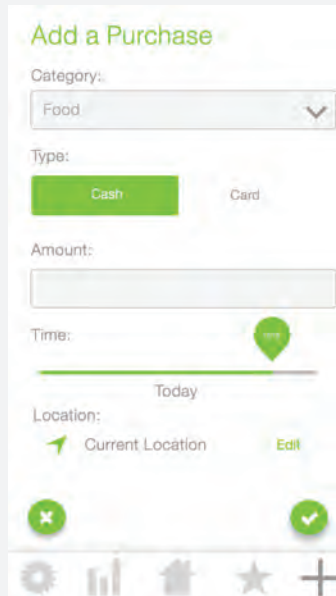 Add a Purchase
Category:
Food
Type:
Cash Card
Amount:
Time:
Today
Location:
Current Location Edit